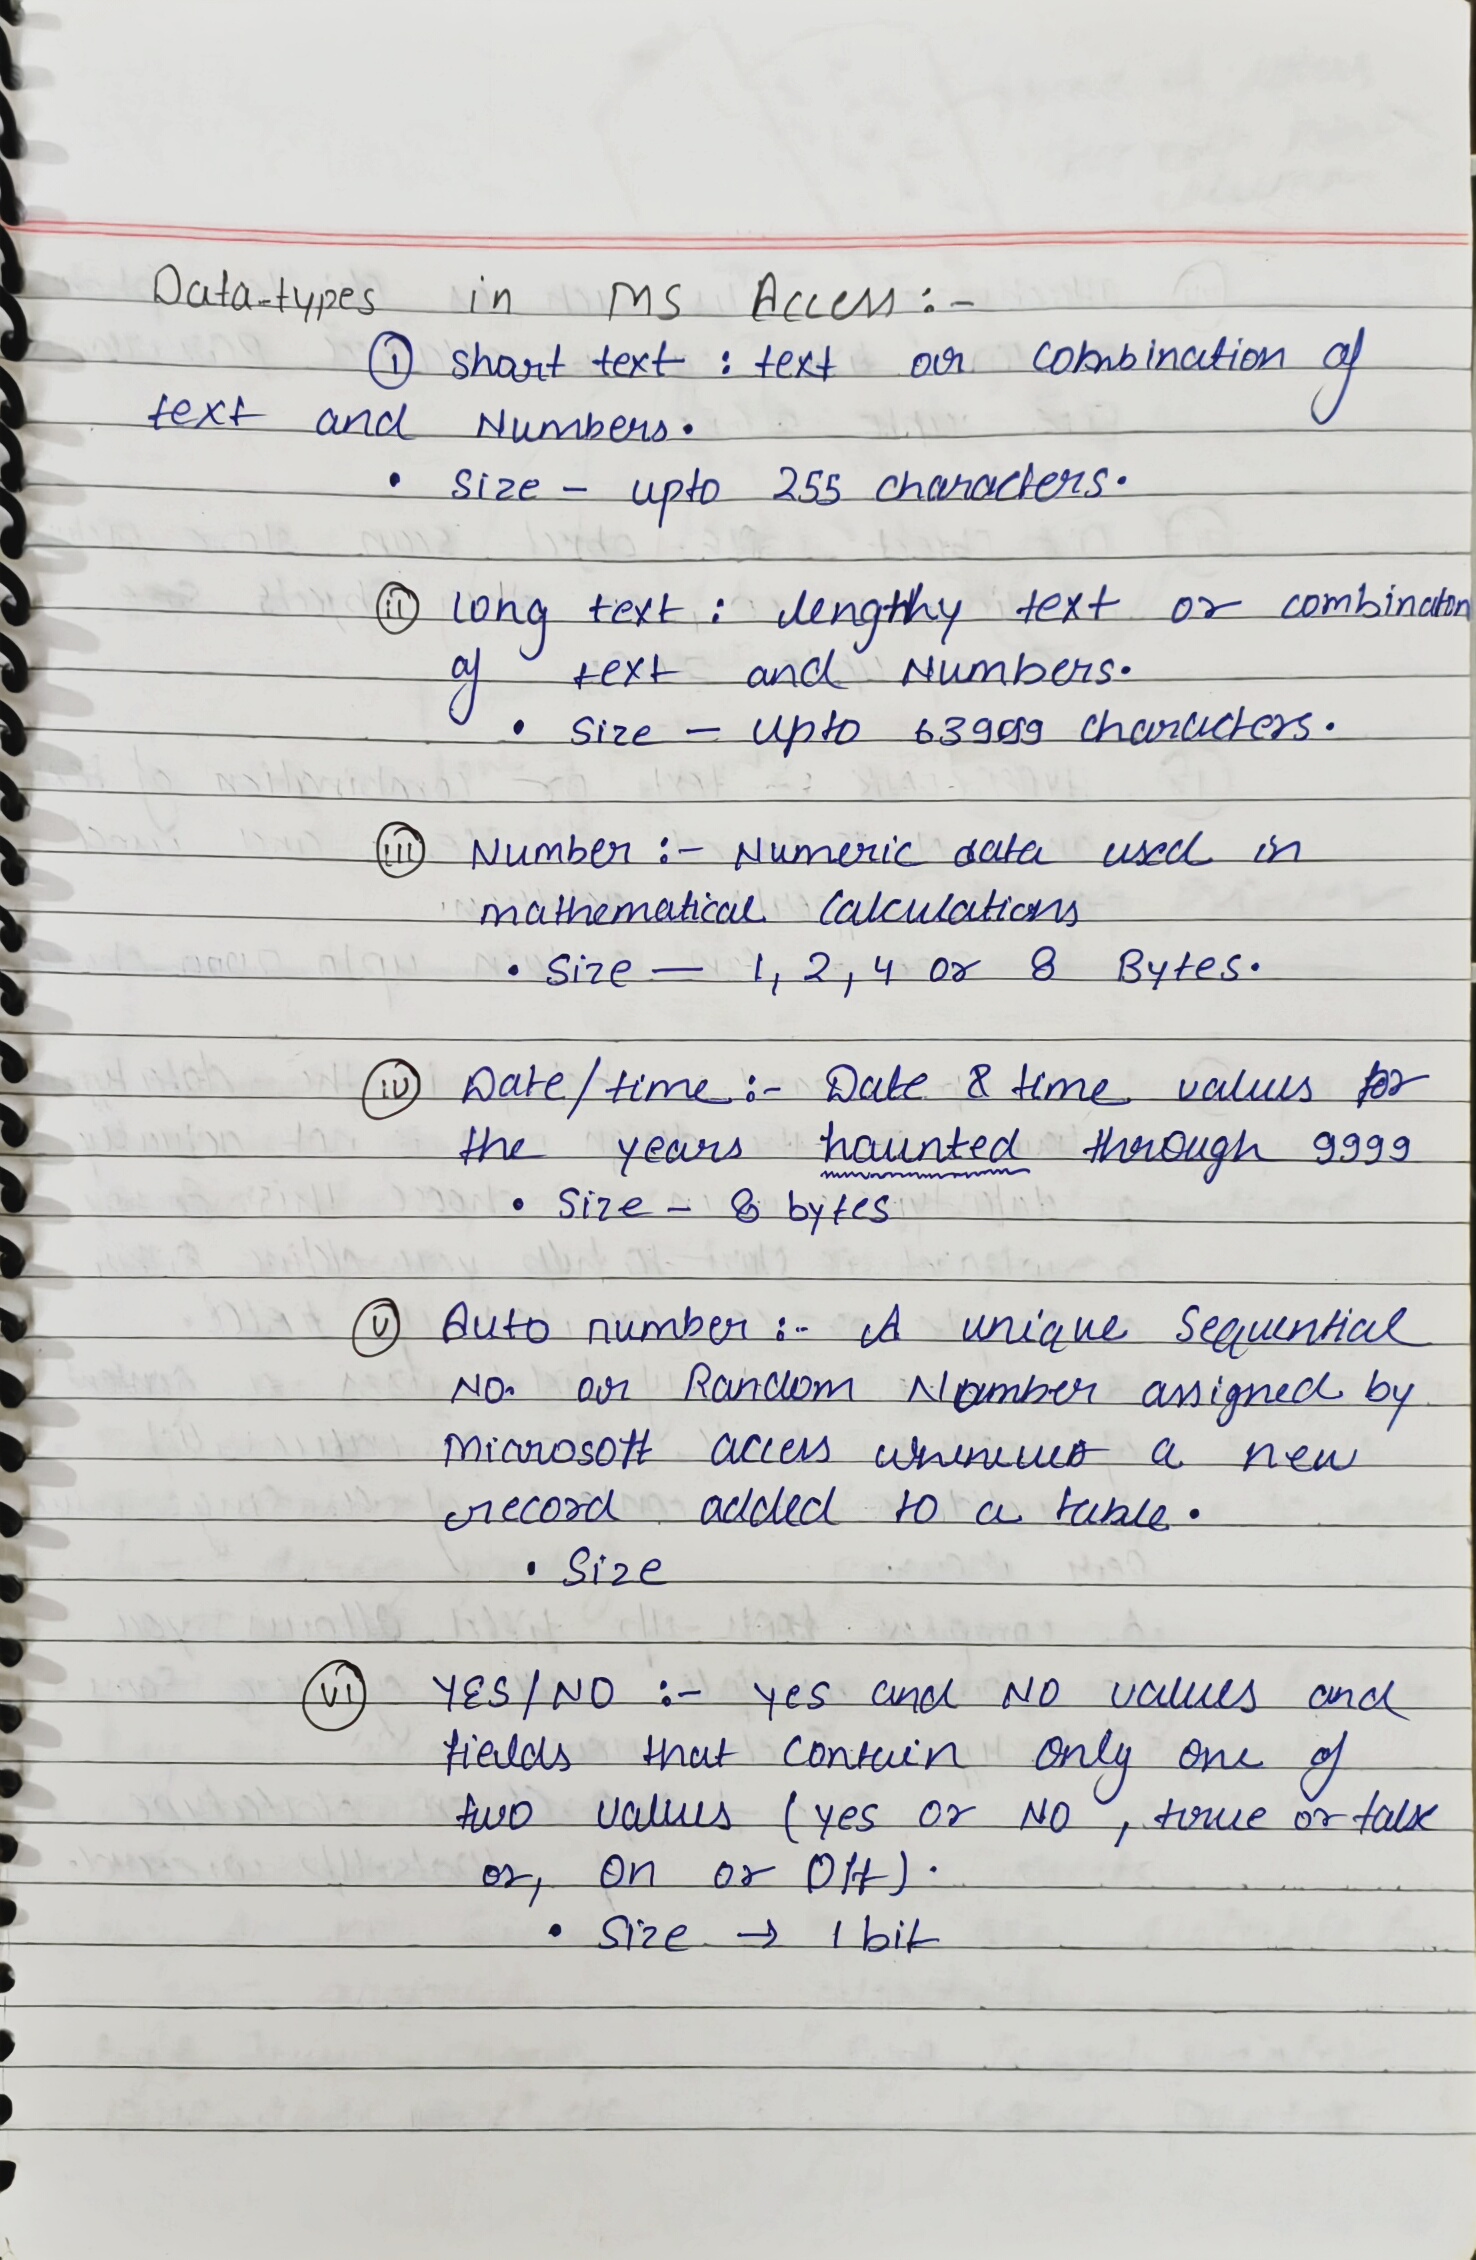 Data-types in MS Access :-
(i) Short text : text or combination of
text and Numbers.
• Size - upto 255 characters.
(ii) Long text : lengthy text or combination
of text and Numbers.
• Size - Upto 63999 characters.
(iii) Number :- Numeric data used in
mathematical Calculations
• Size - 1, 2, 4 or 8 Bytes.
(iv) Date/time :- Date & time values for
the years haunted through 9999
• Size - 8 bytes
(v) Auto number :- A unique Sequential
No. or Random Number assigned by
Microsoft access whenever a new
record added to a table.
• Size
(vi) YES/NO :- yes and NO values and
fields that Contain only one of
two values (yes or NO, true or false
or, On or Off).
• Size → 1 bit